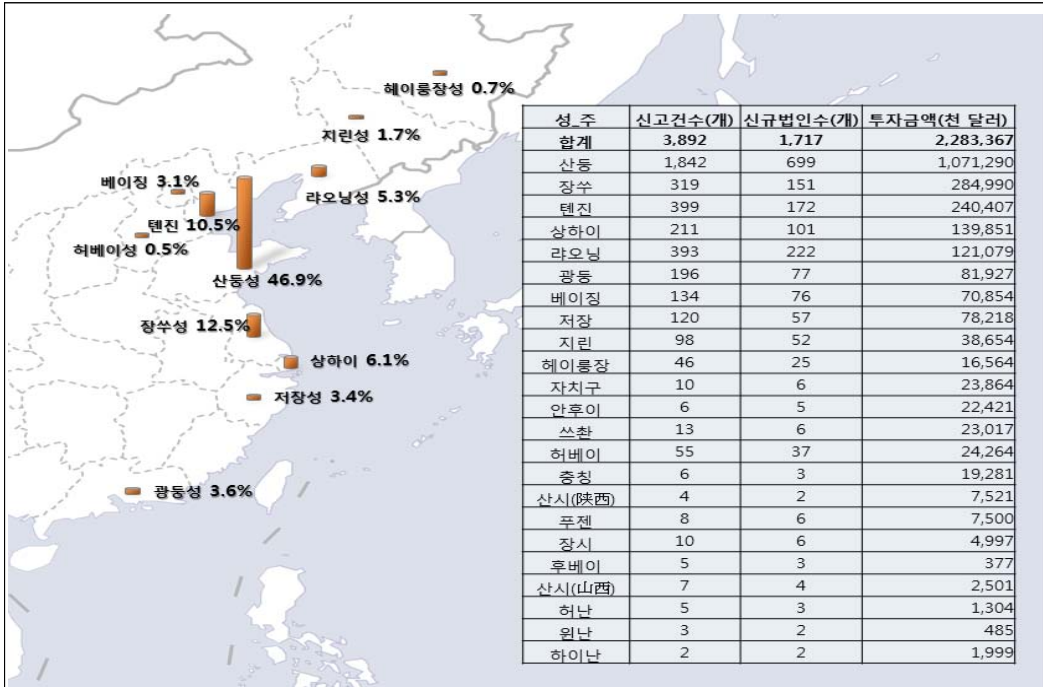 헤이룽장성 0.7%
지린성 1.7%
베이징 3.1%
랴오닝성 5.3%
텐진 10.5%
허베이성 0.5%
산둥성 46.9%
장쑤성 12.5%
상하이 6.1%
저장성 3.4%
광둥성 3.6%
성_주 신고건수(개) 신규법인수(개) 투자금액(천 달러)
합계 3,892 1,717 2,283,367
산둥 1,842 699 1,071,290
장쑤 319 151 284,990
텐진 399 172 240,407
상하이 211 101 139,851
랴오닝 393 222 121,079
광둥 196 77 81,927
베이징 134 76 70,854
저장 120 57 78,218
지린 98 52 38,654
헤이룽장 46 25 16,564
자치구 10 6 23,864
안후이 6 5 22,421
쓰촨 13 6 23,017
허베이 55 37 24,264
충칭 6 3 19,281
산시(陕西) 4 2 7,521
푸젠 8 6 7,500
장시 10 6 4,997
후베이 5 3 377
산시(山西) 7 4 2,501
허난 5 3 1,304
윈난 3 2 485
하이난 2 2 1,999